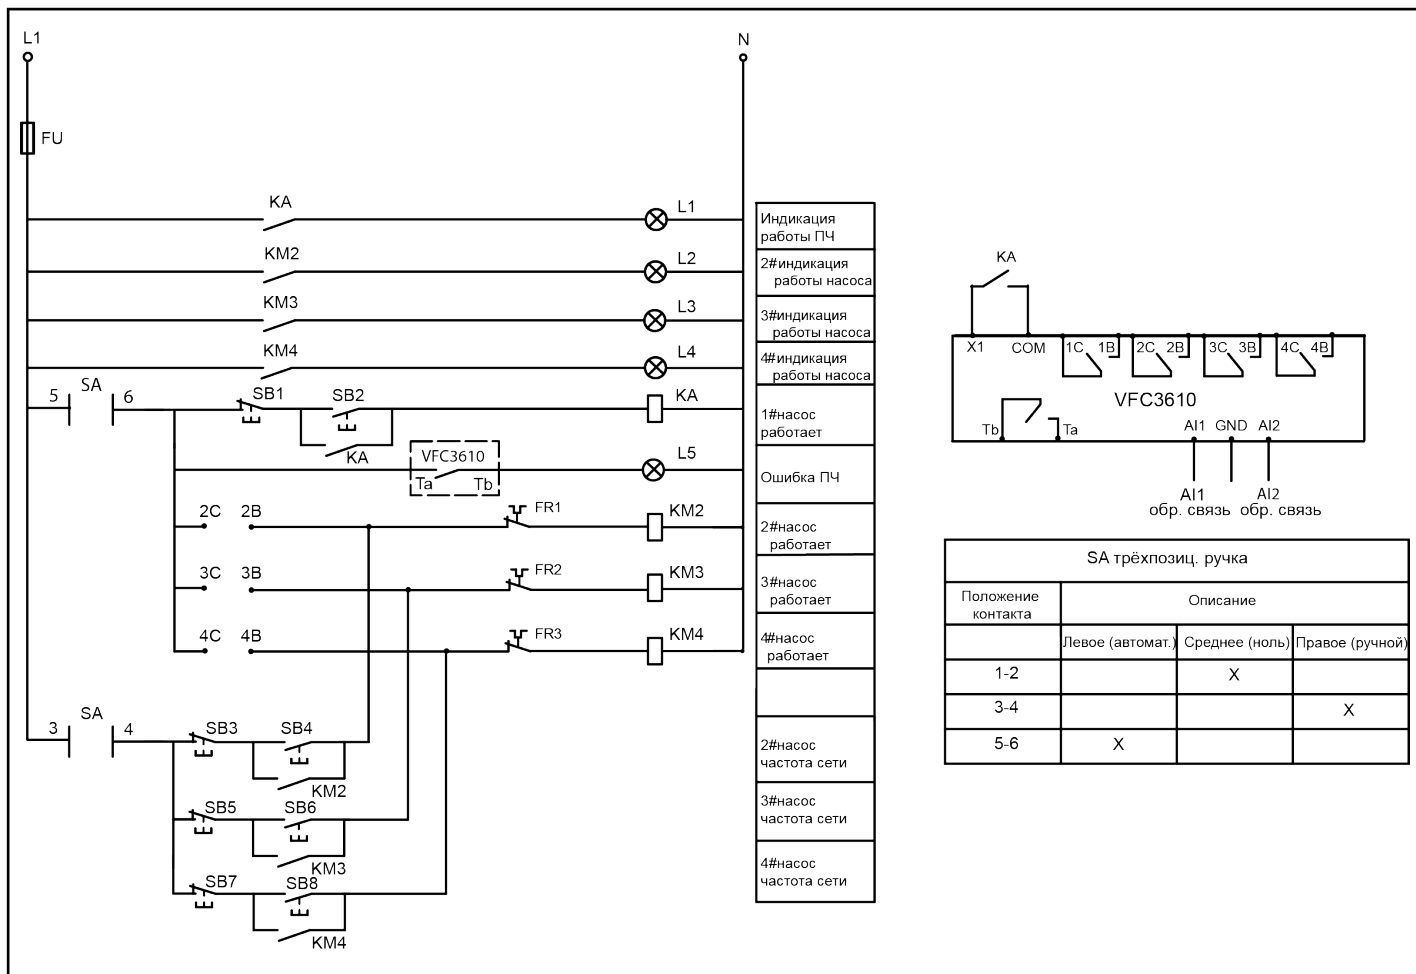 L1
N
FU
KA
L1
Индикация
работы ПЧ
KM2
L2
2#индикация
работы насоса
KM3
L3
3#индикация
работы насоса
KM4
L4
4#индикация
работы насоса
5
SA
6
SB1
SB2
KA
KA
1#насос
работает
VFC3610
Ta
Tb
L5
Ошибка ПЧ
2C
2B
FR1
KM2
2#насос
работает
3C
3B
FR2
KM3
3#насос
работает
4C
4B
FR3
KM4
4#насос
работает
3
SA
4
SB3
SB4
KM2
2#насос
частота сети
SB5
SB6
KM3
3#насос
частота сети
SB7
SB8
KM4
4#насос
частота сети
KA
X1
COM
1C
1B
2C
2B
3C
3B
4C
4B
VFC3610
Tb
Ta
AI1
GND
AI2
AI1
обр. связь
AI2
обр. связь
SA трёхпозиц. ручка
Положение
контакта
Описание
Левое (автомат.)
Среднее (ноль)
Правое (ручной)
1-2
X
3-4
X
5-6
X